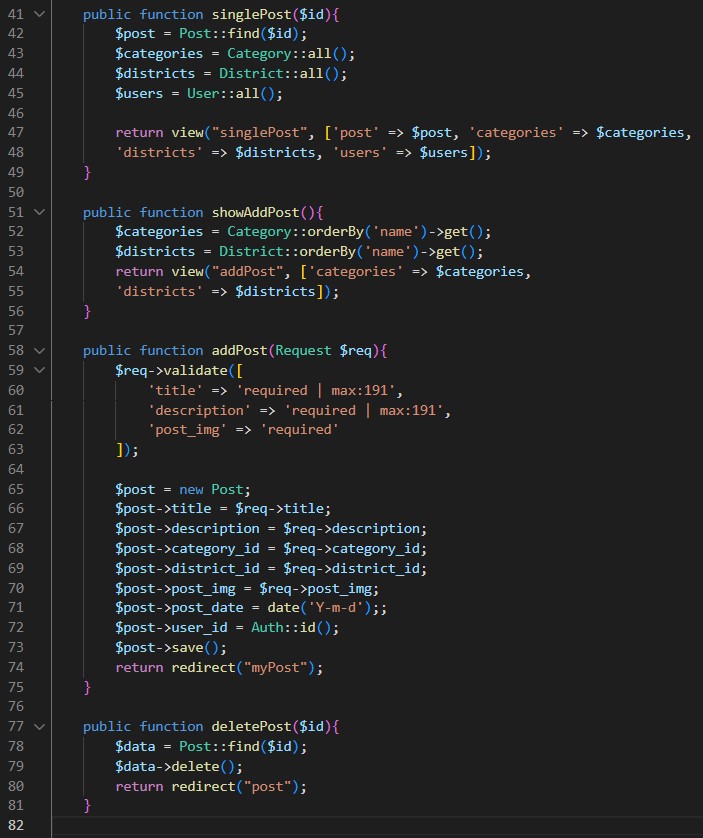 41 public function singlePost($id){
42 $post = Post::find($id);
43 $categories = Category::all();
44 $districts = District::all();
45 $users = User::all();
46
47 return view("singlePost", ['post' => $post, 'categories' => $categories,
48 'districts' => $districts, 'users' => $users]);
49 }
50
51 public function showAddPost(){
52 $categories = Category::orderBy('name')->get();
53 $districts = District::orderBy('name')->get();
54 return view("addPost", ['categories' => $categories,
55 'districts' => $districts]);
56 }
57
58 public function addPost(Request $req){
59 $req->validate([
60 'title' => 'required | max:191',
61 'description' => 'required | max:191',
62 'post_img' => 'required'
63 ]);
64
65 $post = new Post;
66 $post->title = $req->title;
67 $post->description = $req->description;
68 $post->category_id = $req->category_id;
69 $post->district_id = $req->district_id;
70 $post->post_img = $req->post_img;
71 $post->post_date = date('Y-m-d');;
72 $post->user_id = Auth::id();
73 $post->save();
74 return redirect("myPost");
75 }
76
77 public function deletePost($id){
78 $data = Post::find($id);
79 $data->delete();
80 return redirect("post");
81 }
82